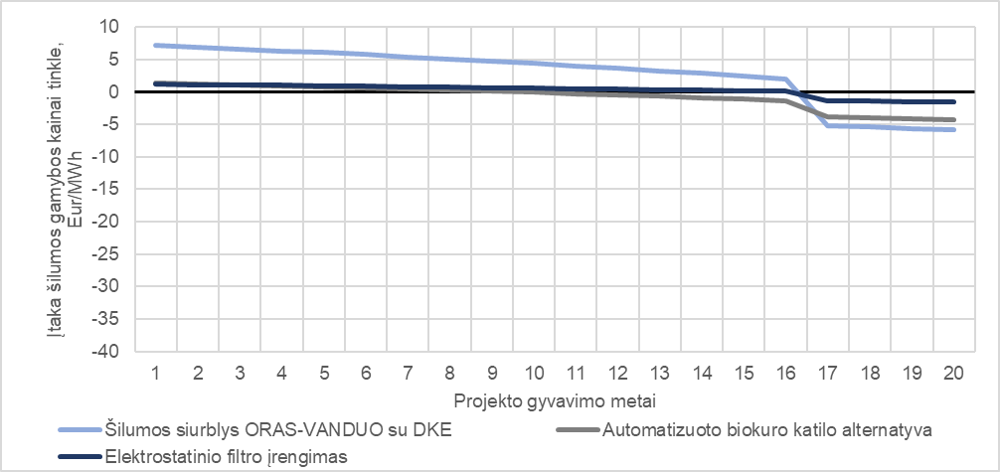 Įtaka šilumos gamybos kainai tinkle,
Eur/MWh
10
5
0
-5
-10
-15
-20
-25
-30
-35
-40
1 2 3 4 5 6 7 8 9 10 11 12 13 14 15 16 17 18 19 20
Projekto gyvavimo metai
Šilumos siurblys ORAS-VANDUO su DKE
Automatizuoto biokuro katilo alternatyva
Elektrostatinio filtro įrengimas